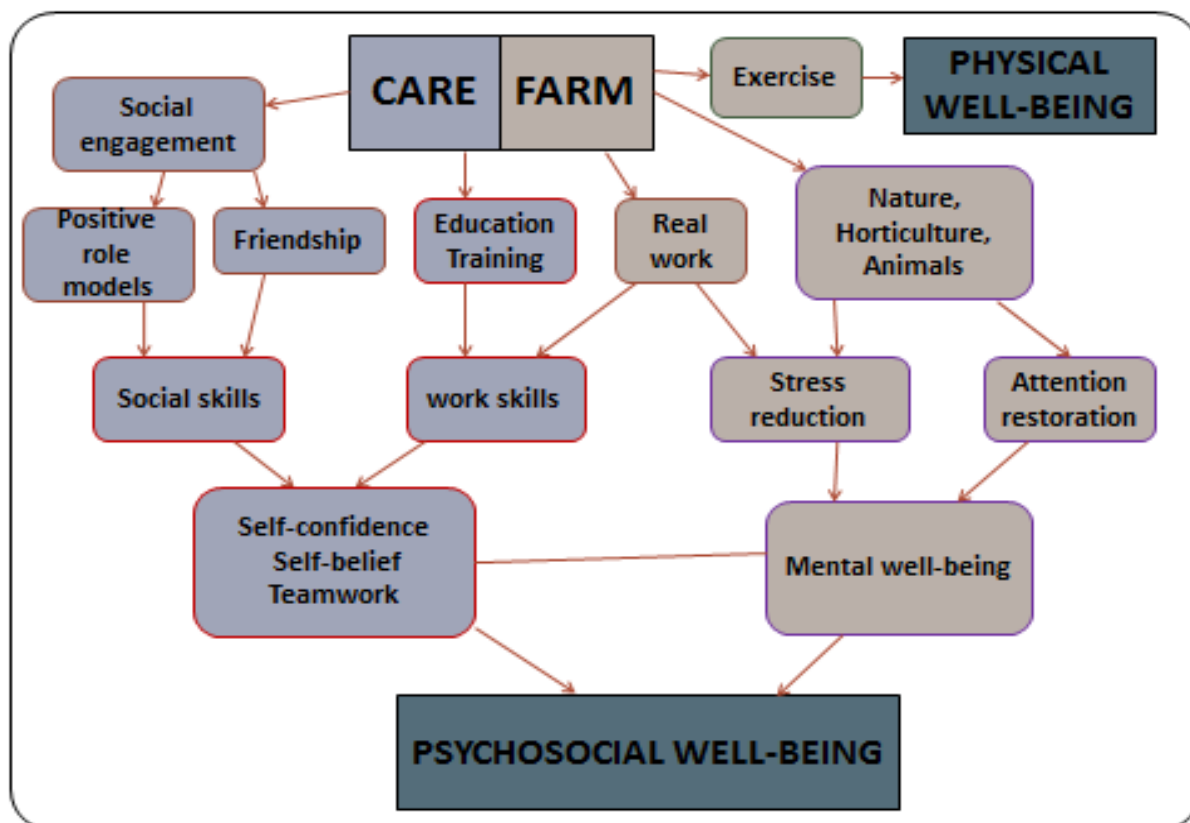 CARE
FARM
Exercise
PHYSICAL
WELL-BEING
Social
engagement
Positive
role
models
Friendship
Education
Training
Real
work
Nature,
Horticulture,
Animals
Social skills
work skills
Stress
reduction
Attention
restoration
Self-confidence
Self-belief
Teamwork
Mental well-being
PSYCHOSOCIAL WELL-BEING